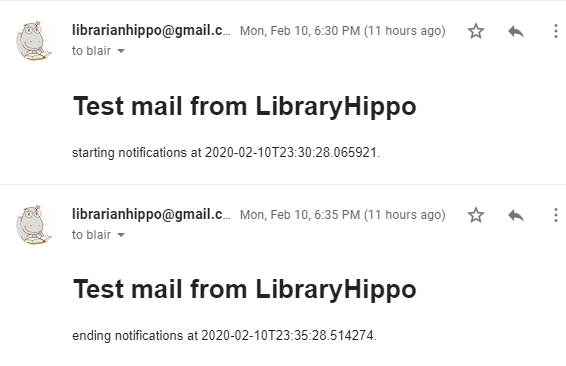 librarianhippo@gmail.c... Mon, Feb 10, 6:30 PM (11 hours ago)
to blair
Test mail from LibraryHippo
starting notifications at 2020-02-10T23:30:28.065921.
librarianhippo@gmail.c... Mon, Feb 10, 6:35 PM (11 hours ago)
to blair
Test mail from LibraryHippo
ending notifications at 2020-02-10T23:35:28.514274.